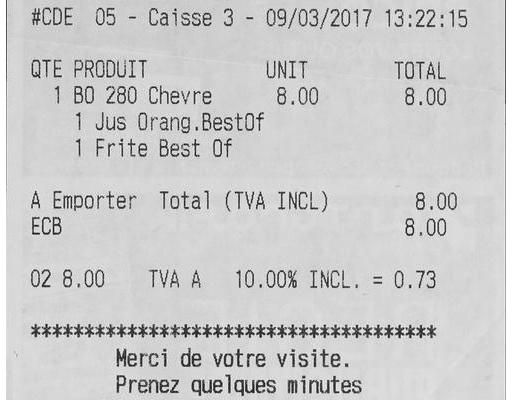 #CDE 05 - Caisse 3 - 09/03/2017 13:22:15
QTE PRODUIT UNIT TOTAL
1 BO 280 Chevre 8.00 8.00
1 Jus Orang.BestOf
1 Frite Best Of
A Emporter Total (TVA INCL) 8.00
ECB 8.00
02 8.00 TVA A 10.00% INCL. = 0.73
**************************************
Merci de votre visite.
Prenez quelques minutes